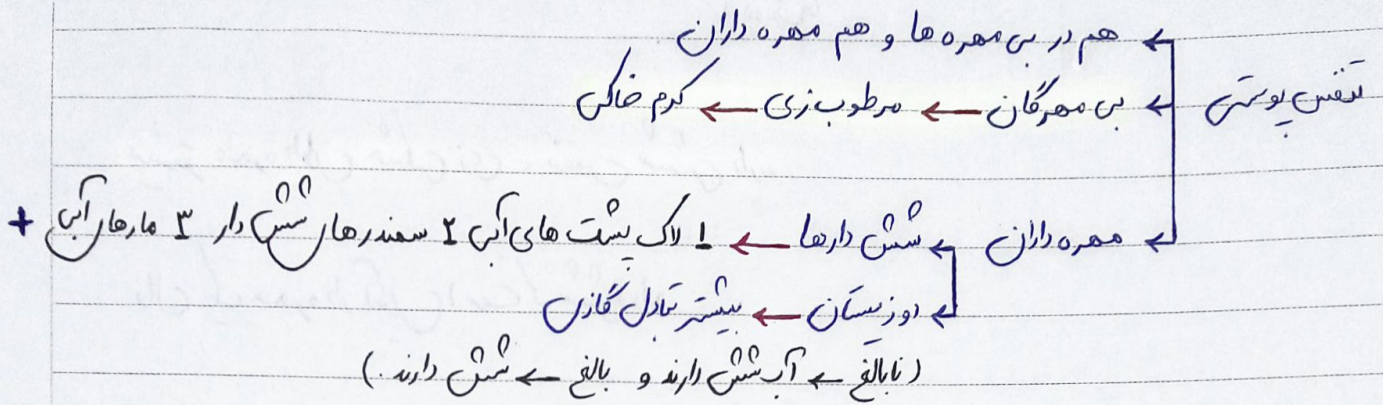 هم در بی مهره ها و هم مهره داران
تنفس پوستی
بی مهرگان ← مرطوب زی ← کرم خاکی
مهره داران
شش دارها ← ۱ لاک پشت های آبی ۲ سمندرهای شش دار ۳ مارهای آبی +
دوزیستان ← بیشتر تبادل گازی
(نابالغ ← آب شش دارند و بالغ ← شش دارند.)